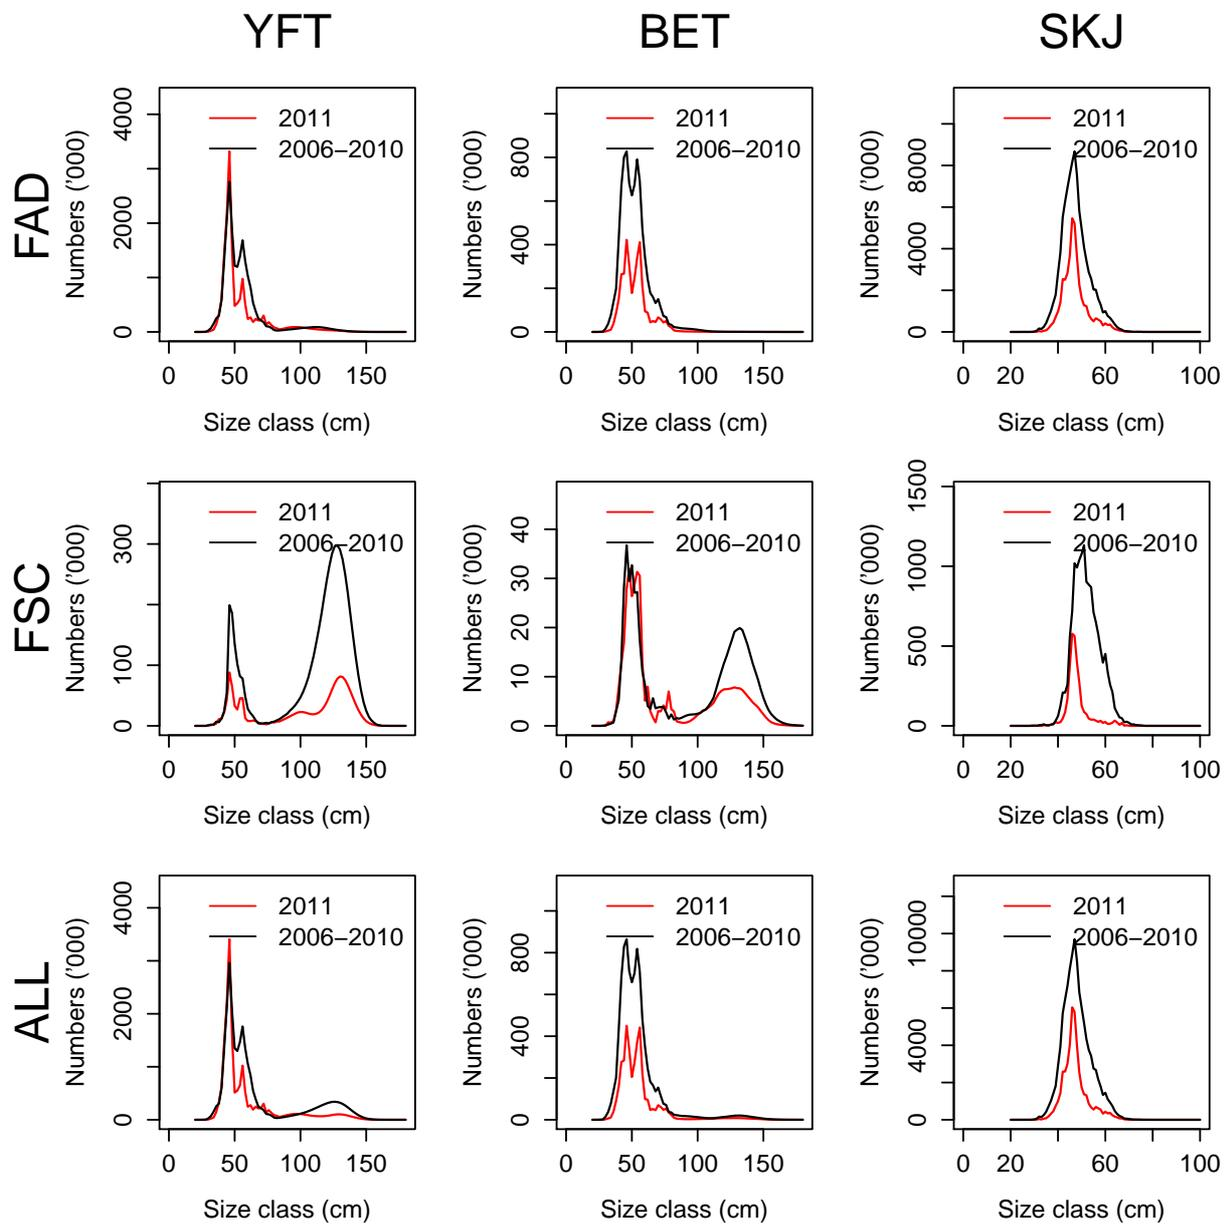 YFT BET SKJ
FAD
Numbers ('000)
0 2000 4000
2011
2006−2010
0 50 100 150
Size class (cm)
Numbers ('000)
0 400 800
2011
2006−2010
0 50 100 150
Size class (cm)
Numbers ('000)
0 4000 8000
2011
2006−2010
0 20 60 100
Size class (cm)
FSC
Numbers ('000)
0 100 300
2011
2006−2010
0 50 100 150
Size class (cm)
Numbers ('000)
0 10 20 30 40
2011
2006−2010
0 50 100 150
Size class (cm)
Numbers ('000)
0 500 1000 1500
2011
2006−2010
0 20 60 100
Size class (cm)
ALL
Numbers ('000)
0 2000 4000
2011
2006−2010
0 50 100 150
Size class (cm)
Numbers ('000)
0 400 800
2011
2006−2010
0 50 100 150
Size class (cm)
Numbers ('000)
0 4000 10000
2011
2006−2010
0 20 60 100
Size class (cm)